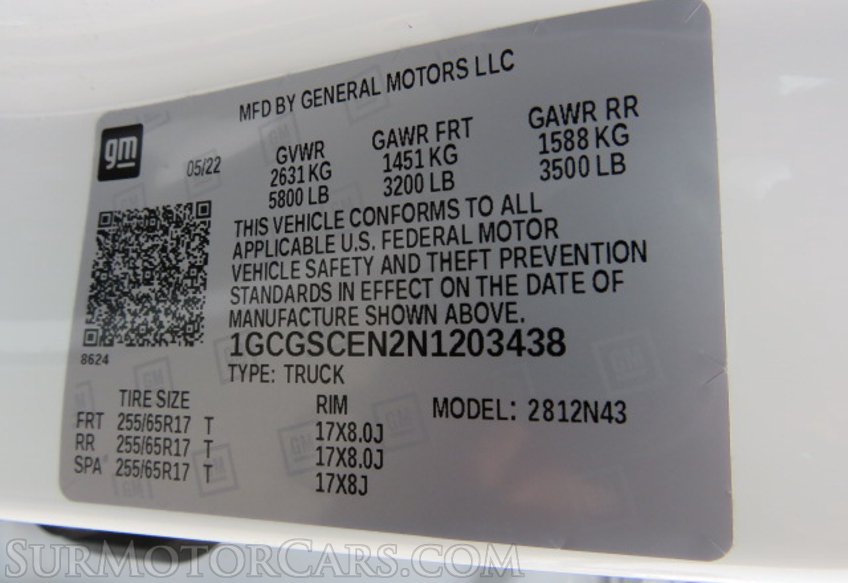 MFD BY GENERAL MOTORS LLC
gm
05/22
GVWR GAWR FRT GAWR RR
2631 KG 1451 KG 1588 KG
5800 LB 3200 LB 3500 LB
THIS VEHICLE CONFORMS TO ALL
APPLICABLE U.S. FEDERAL MOTOR
VEHICLE SAFETY AND THEFT PREVENTION
STANDARDS IN EFFECT ON THE DATE OF
MANUFACTURE SHOWN ABOVE.
1GCGSCEN2N1203438
8624
TYPE: TRUCK
TIRE SIZE RIM MODEL: 2812N43
FRT 255/65R17 T 17X8.0J
RR 255/65R17 T 17X8.0J
SPA 255/65R17 T 17X8J
SURMOTORCARS.COM